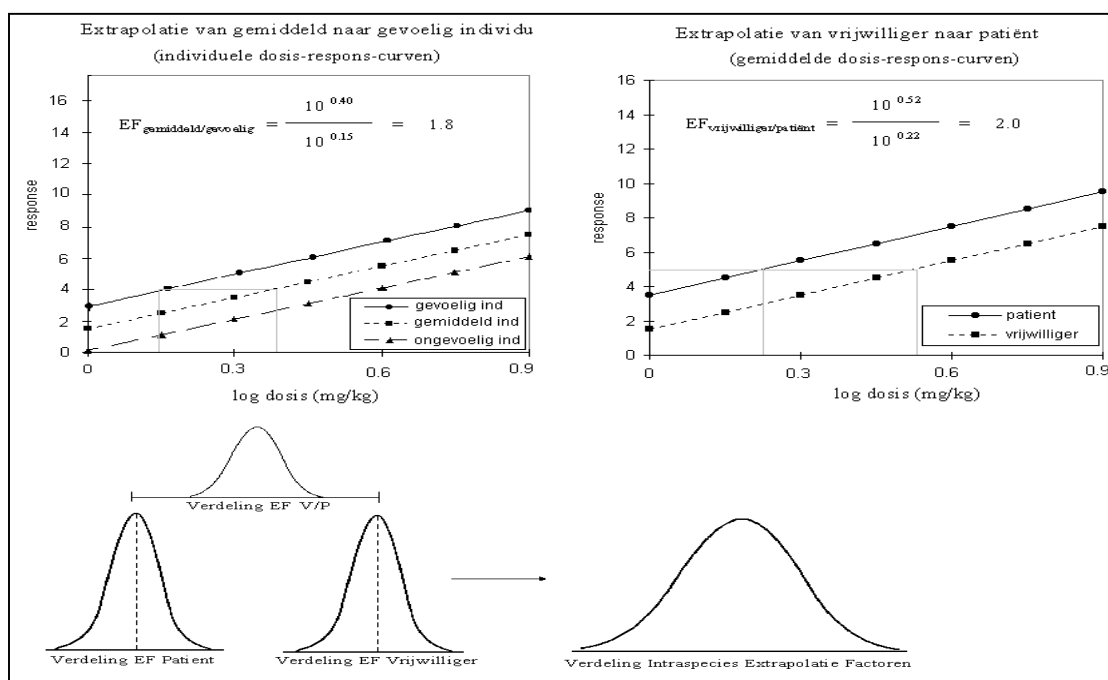 Extrapolatie van gemiddeld naar gevoelig individu
(individuele dosis-respons-curven)
16
14
12
10
8
6
4
2
0
response
EF gemiddeld/gevoelig = 10 0.40 / 10 0.15 = 1.8
gevoelig ind
gemiddeld ind
ongevoelig ind
0 0.3 0.6 0.9
log dosis (mg/kg)
Extrapolatie van vrijwilliger naar patiënt
(gemiddelde dosis-respons-curven)
16
14
12
10
8
6
4
2
0
response
EF vrijwilliger/patiënt = 10 0.52 / 10 0.22 = 2.0
patient
vrijwilliger
0 0.3 0.6 0.9
log dosis (mg/kg)
Verdeling EF V/P
Verdeling EF Patient
Verdeling EF Vrijwilliger
Verdeling Intraspecies Extrapolatie Factoren